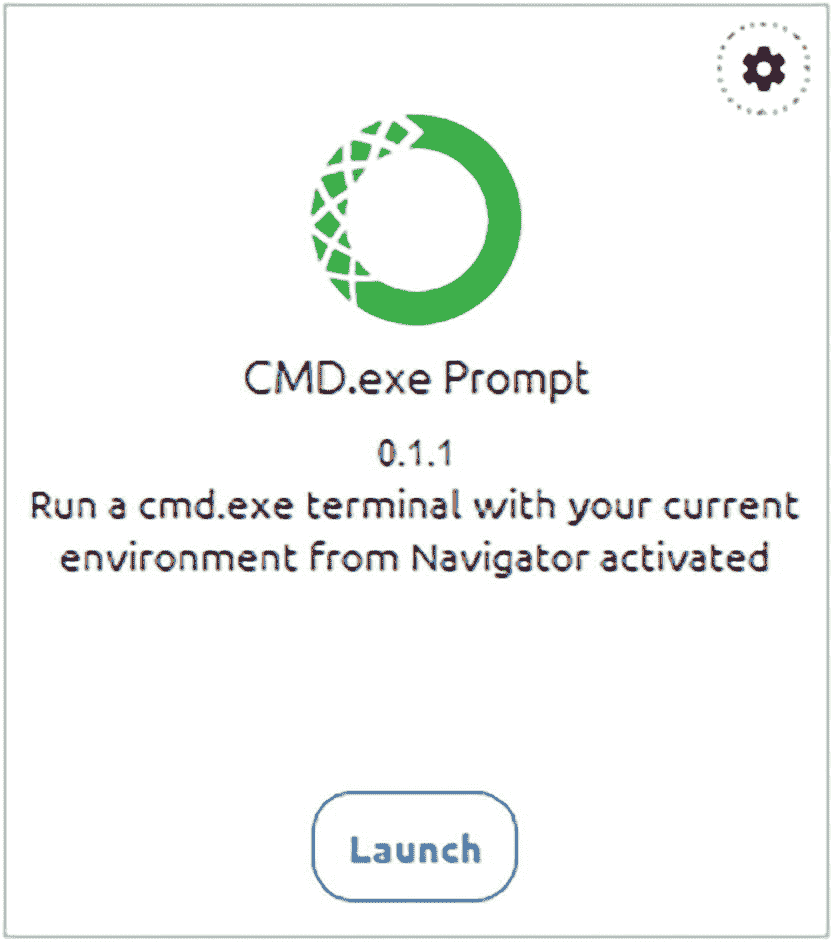 CMD.exe Prompt
0.1.1
Run a cmd.exe terminal with your current
environment from Navigator activated
Launch